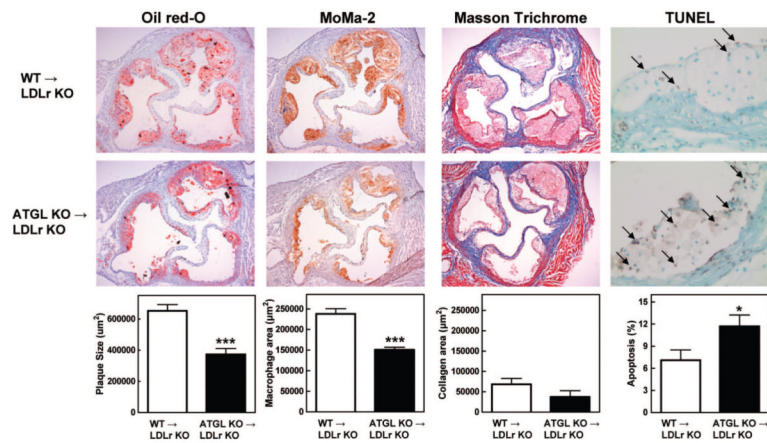 Oil red-O
MoMa-2
Masson Trichrome
TUNEL
WT →
LDLr KO
ATGL KO →
LDLr KO
Plaque Size (um²)
600000
400000
200000
0
***
WT →
LDLr KO
ATGL KO →
LDLr KO
Macrophage area (µm²)
250000
200000
150000
100000
50000
0
***
WT →
LDLr KO
ATGL KO →
LDLr KO
Collagen area (µm²)
250000
200000
150000
100000
50000
0
WT →
LDLr KO
ATGL KO →
LDLr KO
Apoptosis (%)
15
12
9
6
3
0
*
WT →
LDLr KO
ATGL KO →
LDLr KO